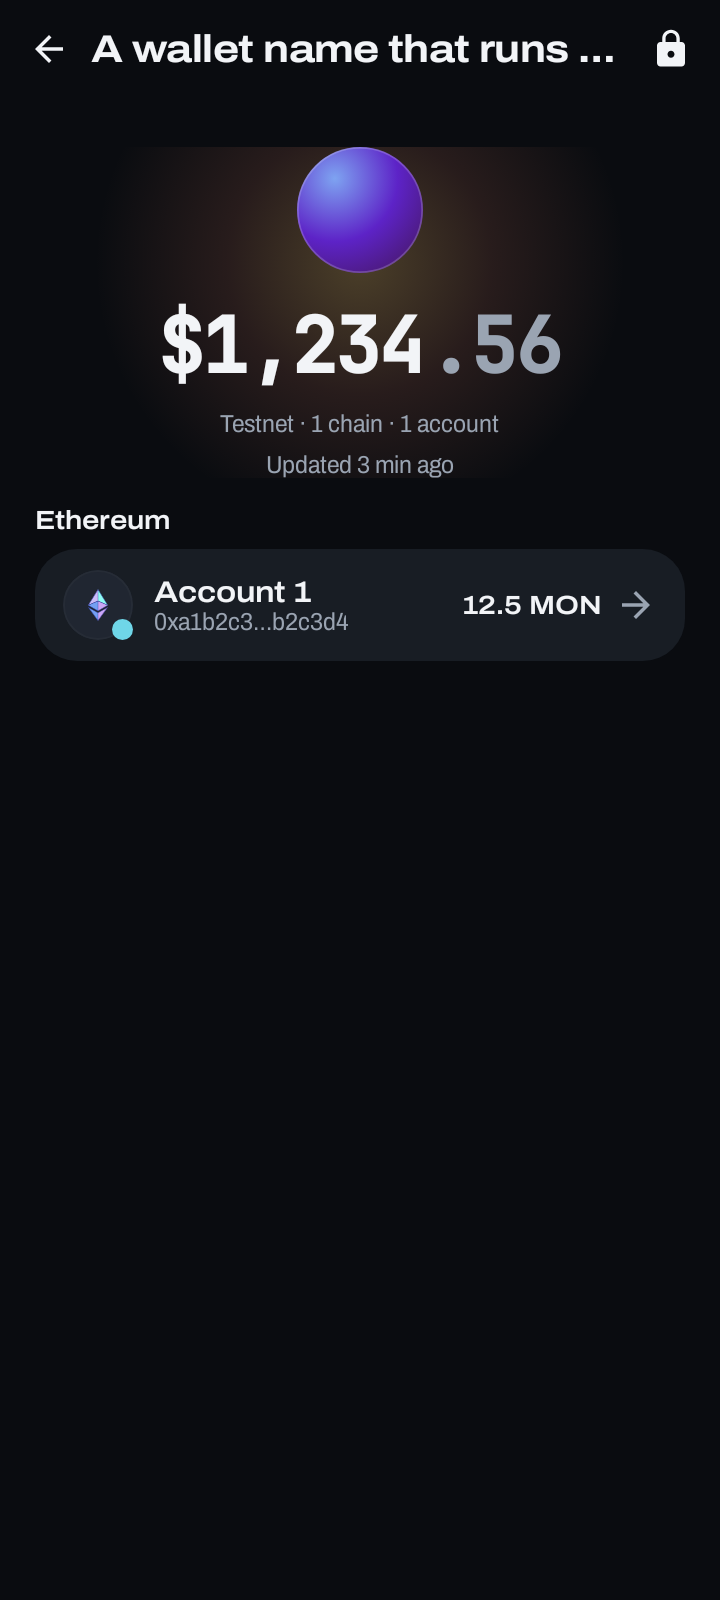 A wallet name that runs ...
$1,234.56
Testnet · 1 chain · 1 account
Updated 3 min ago
Ethereum
Account 1
12.5 MON
0xa1b2c3...b2c3d4